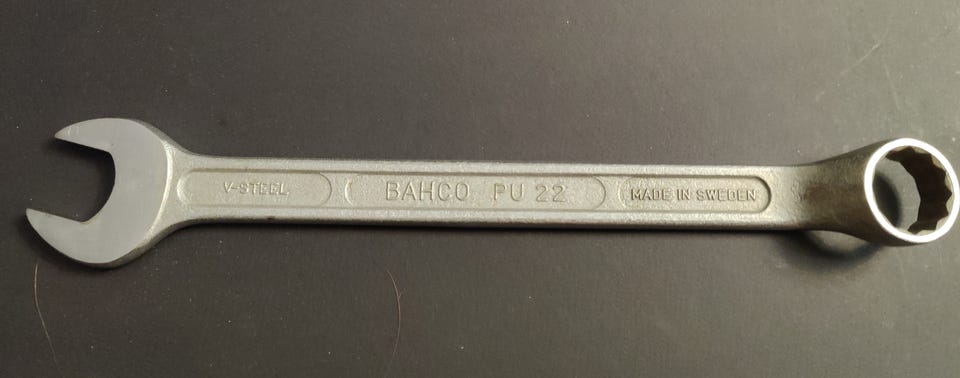 V-STEEL
BAHCO PU 22
MADE IN SWEDEN